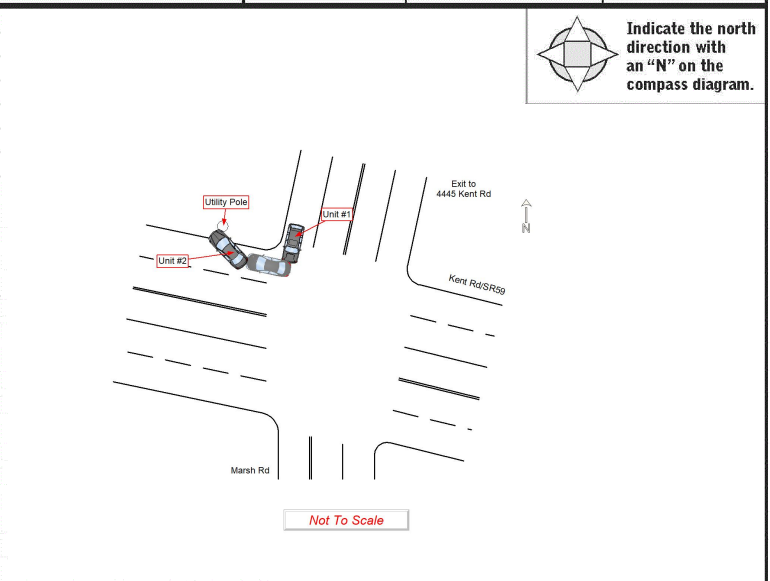 Indicate the north
direction with
an “N” on the
compass diagram.
Exit to
4445 Kent Rd
Utility Pole
Unit #1
N
Unit #2
Kent Rd/SR59
Marsh Rd
Not To Scale